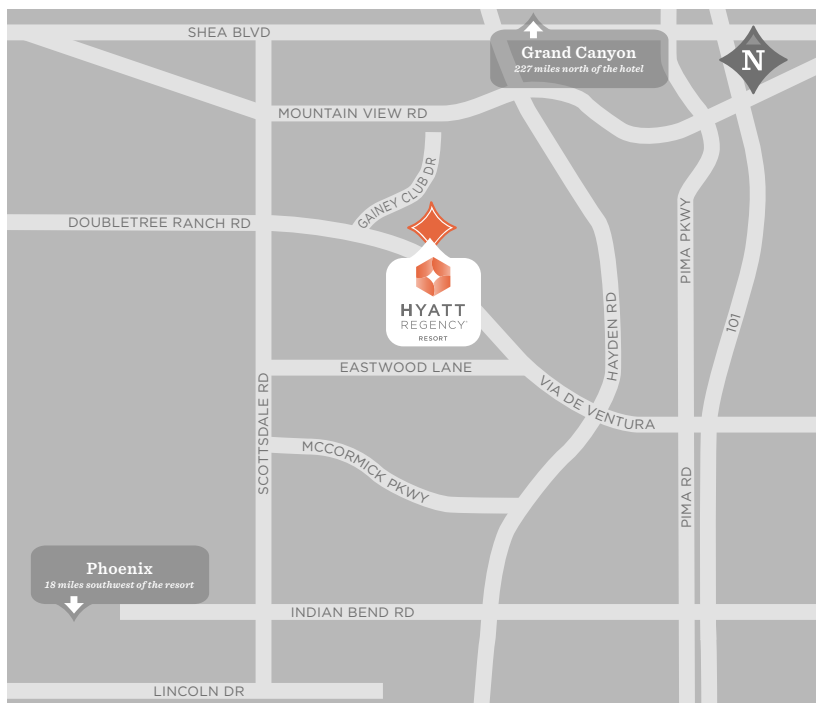 SHEA BLVD
Grand Canyon
227 miles north of the hotel
N
MOUNTAIN VIEW RD
GAINEY CLUB DR
DOUBLETREE RANCH RD
PIMA PKWY
HYATT
REGENCY
RESORT
HAYDEN RD
101
EASTWOOD LANE
VIA DE VENTURA
SCOTTSDALE RD
MCCORMICK PKWY
PIMA RD
Phoenix
18 miles southwest of the resort
INDIAN BEND RD
LINCOLN DR